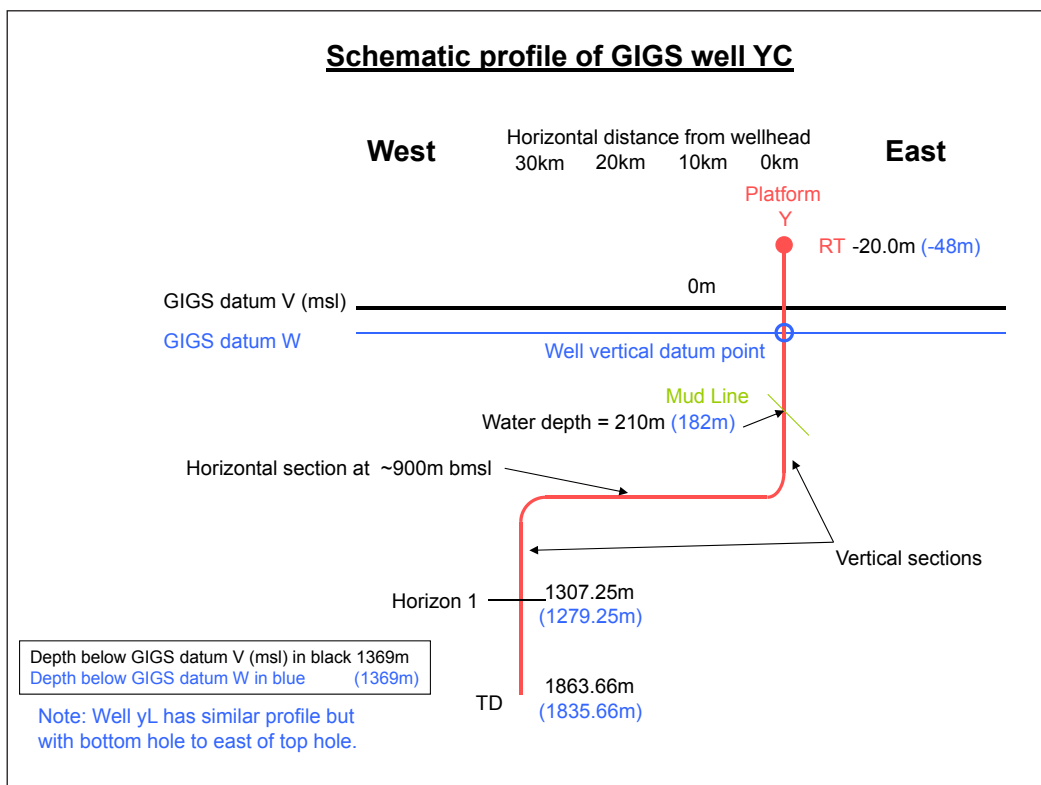 Schematic profile of GIGS well YC
Horizontal distance from wellhead
West
East
30km 20km 10km 0km
Platform
Y
RT -20.0m (-48m)
0m
GIGS datum V (msl)
GIGS datum W
Well vertical datum point
Mud Line
Water depth = 210m (182m)
Horizontal section at ~900m bmsl
Vertical sections
Horizon 1
1307.25m
(1279.25m)
Depth below GIGS datum V (msl) in black 1369m
Depth below GIGS datum W in blue (1369m)
TD
1863.66m
(1835.66m)
Note: Well yL has similar profile but
with bottom hole to east of top hole.